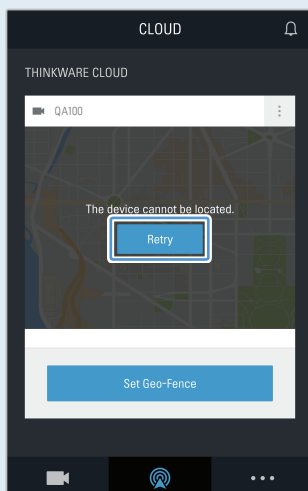 CLOUD
THINKWARE CLOUD
QA100
The device cannot be located.
Retry
Set Geo-Fence